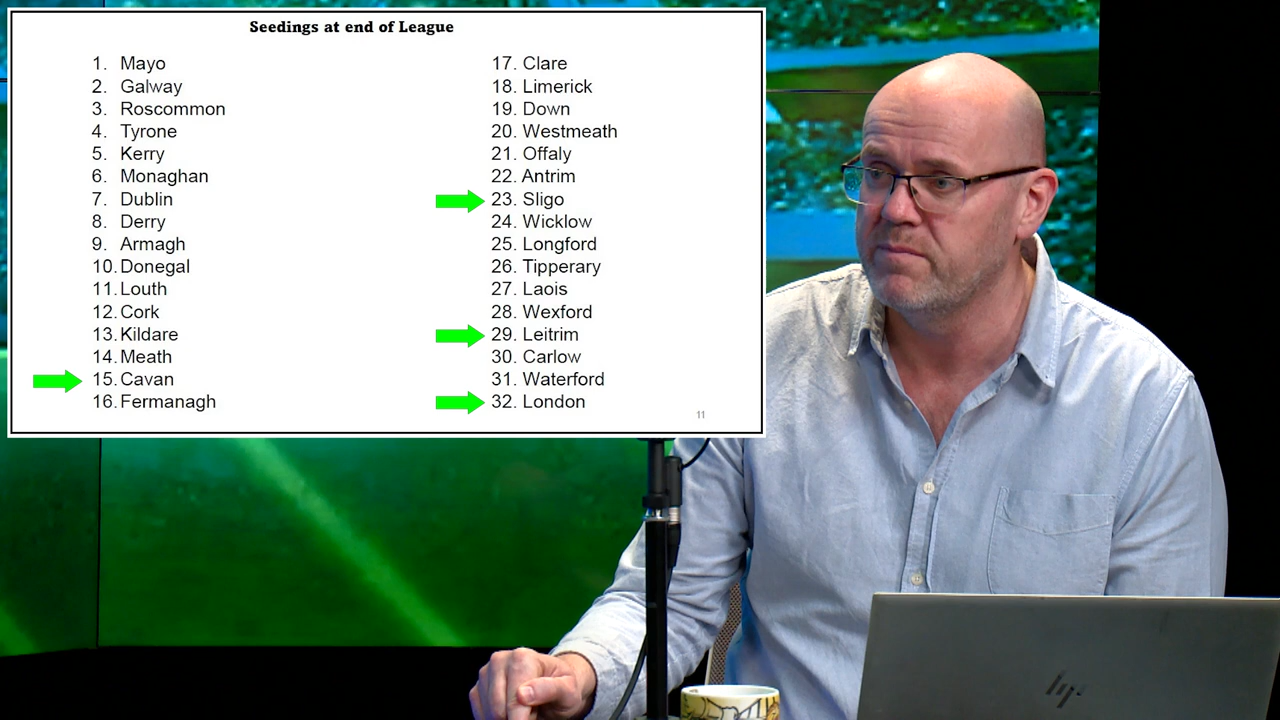 Seedings at end of League
1. Mayo
2. Galway
3. Roscommon
4. Tyrone
5. Kerry
6. Monaghan
7. Dublin
8. Derry
9. Armagh
10. Donegal
11. Louth
12. Cork
13. Kildare
14. Meath
15. Cavan
16. Fermanagh
17. Clare
18. Limerick
19. Down
20. Westmeath
21. Offaly
22. Antrim
23. Sligo
24. Wicklow
25. Longford
26. Tipperary
27. Laois
28. Wexford
29. Leitrim
30. Carlow
31. Waterford
32. London
11
hp